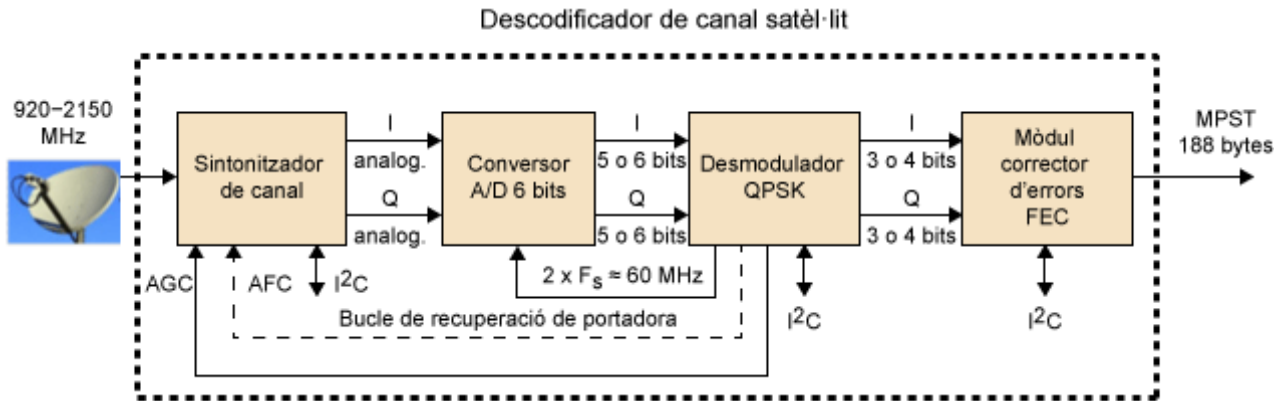 Descodificador de canal satèl·lit
920–2150
MHz
Sintonitzador
de canal
I
analog.
Q
analog.
Conversor
A/D 6 bits
I
5 o 6 bits
Q
5 o 6 bits
Desmodulador
QPSK
I
3 o 4 bits
Q
3 o 4 bits
Mòdul
corrector
d'errors
FEC
MPST
188 bytes
AGC
AFC
I²C
2 x Fₛ ≈ 60 MHz
Bucle de recuperació de portadora
I²C
I²C